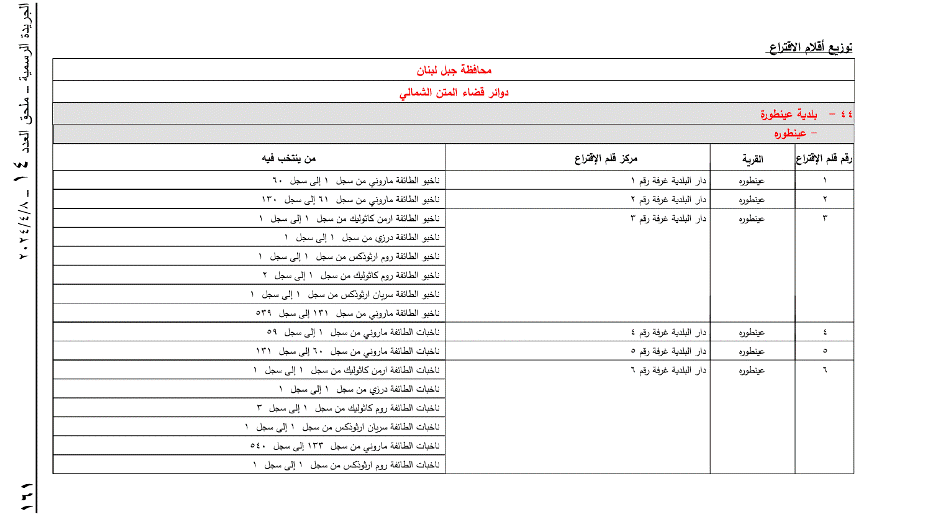 الجريدة الرسمية – ملحق العدد ١٤ – ٢٠٢٤/٤/٨
توزيع أقلام الاقتراع
محافظة جبل لبنان
دوائر قضاء المتن الشمالي
٤٤ - بلدية عينطورة
- عينطوره
رقم قلم الإقتراع القرية مركز قلم الإقتراع من ينتخب فيه
١ عينطوره دار البلدية غرفة رقم ١ ناخبو الطائفة ماروني من سجل ١ إلى سجل ٦٠
٢ عينطوره دار البلدية غرفة رقم ٢ ناخبو الطائفة ماروني من سجل ٦١ إلى سجل ١٣٠
٣ عينطوره دار البلدية غرفة رقم ٣ ناخبو الطائفة ارمن كاثوليك من سجل ١ إلى سجل ١
ناخبو الطائفة درزي من سجل ١ إلى سجل ١
ناخبو الطائفة روم ارثوذكس من سجل ١ إلى سجل ١
ناخبو الطائفة روم كاثوليك من سجل ١ إلى سجل ٢
ناخبو الطائفة سريان ارثوذكس من سجل ١ إلى سجل ١
ناخبو الطائفة ماروني من سجل ١٣١ إلى سجل ٥٣٩
٤ عينطوره دار البلدية غرفة رقم ٤ ناخبات الطائفة ماروني من سجل ١ إلى سجل ٥٩
٥ عينطوره دار البلدية غرفة رقم ٥ ناخبات الطائفة ماروني من سجل ٦٠ إلى سجل ١٣١
٦ عينطوره دار البلدية غرفة رقم ٦ ناخبات الطائفة ارمن كاثوليك من سجل ١ إلى سجل ١
ناخبات الطائفة درزي من سجل ١ إلى سجل ١
ناخبات الطائفة روم كاثوليك من سجل ١ إلى سجل ٣
ناخبات الطائفة سريان ارثوذكس من سجل ١ إلى سجل ١
ناخبات الطائفة ماروني من سجل ١٣٣ إلى سجل ٥٤٠
ناخبات الطائفة روم ارثوذكس من سجل ١ إلى سجل ١
١٦١